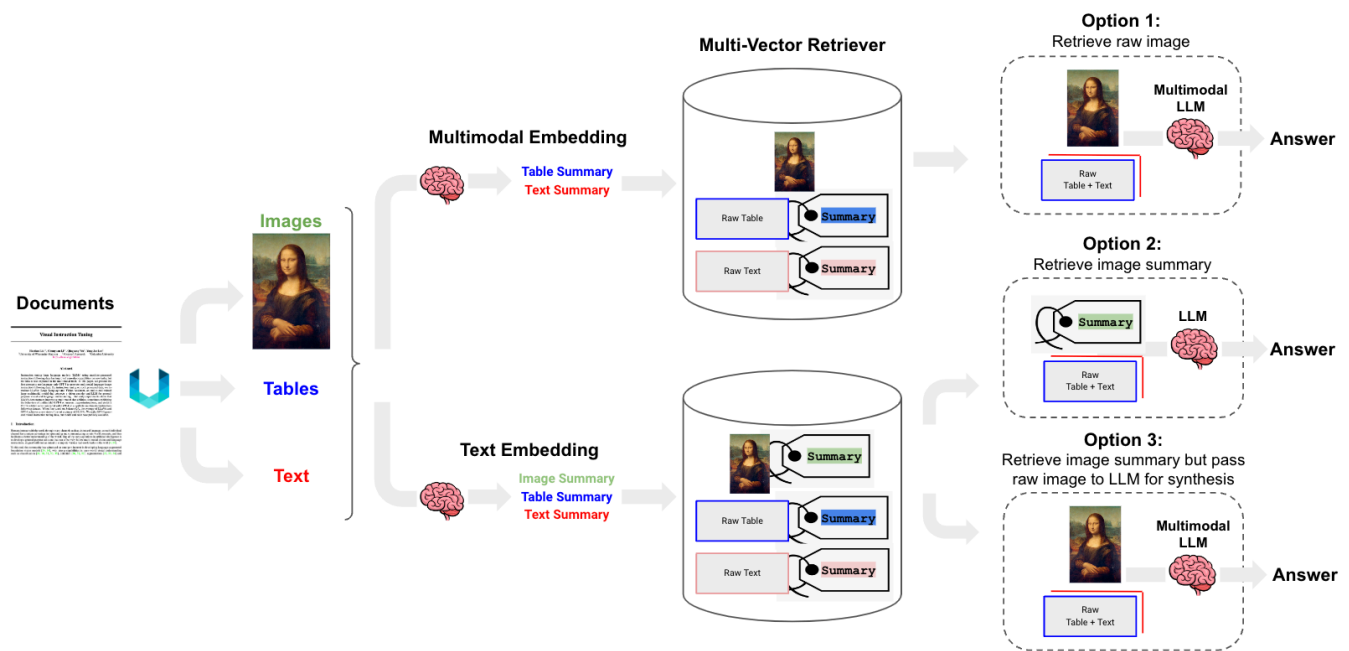 Documents
Visual Instruction Tuning
Abstract
1 Introduction
Images
Tables
Text
Multimodal Embedding
Table Summary
Text Summary
Text Embedding
Image Summary
Table Summary
Text Summary
Multi-Vector Retriever
Raw Table
Summary
Raw Text
Summary
Summary
Raw Table
Summary
Raw Text
Summary
Option 1:
Retrieve raw image
Multimodal
LLM
Raw
Table + Text
Answer
Option 2:
Retrieve image summary
Summary
LLM
Raw
Table + Text
Answer
Option 3:
Retrieve image summary but pass
raw image to LLM for synthesis
Multimodal
LLM
Raw
Table + Text
Answer